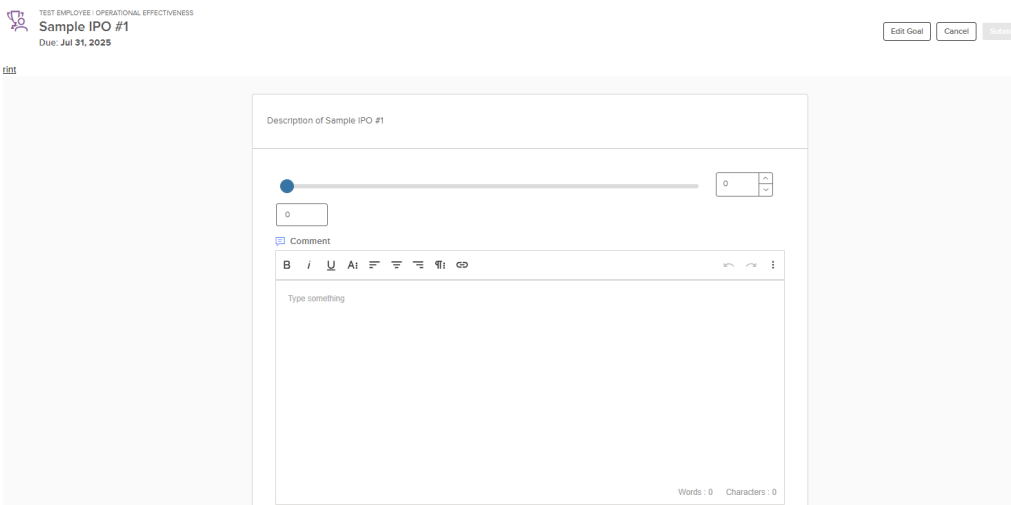 TEST EMPLOYEE | OPERATIONAL EFFECTIVENESS
Sample IPO #1
Due: Jul 31, 2025
Edit Goal
Cancel
rint
Description of Sample IPO #1
0
0
Comment
B i U A
Type something
Words : 0 Characters : 0